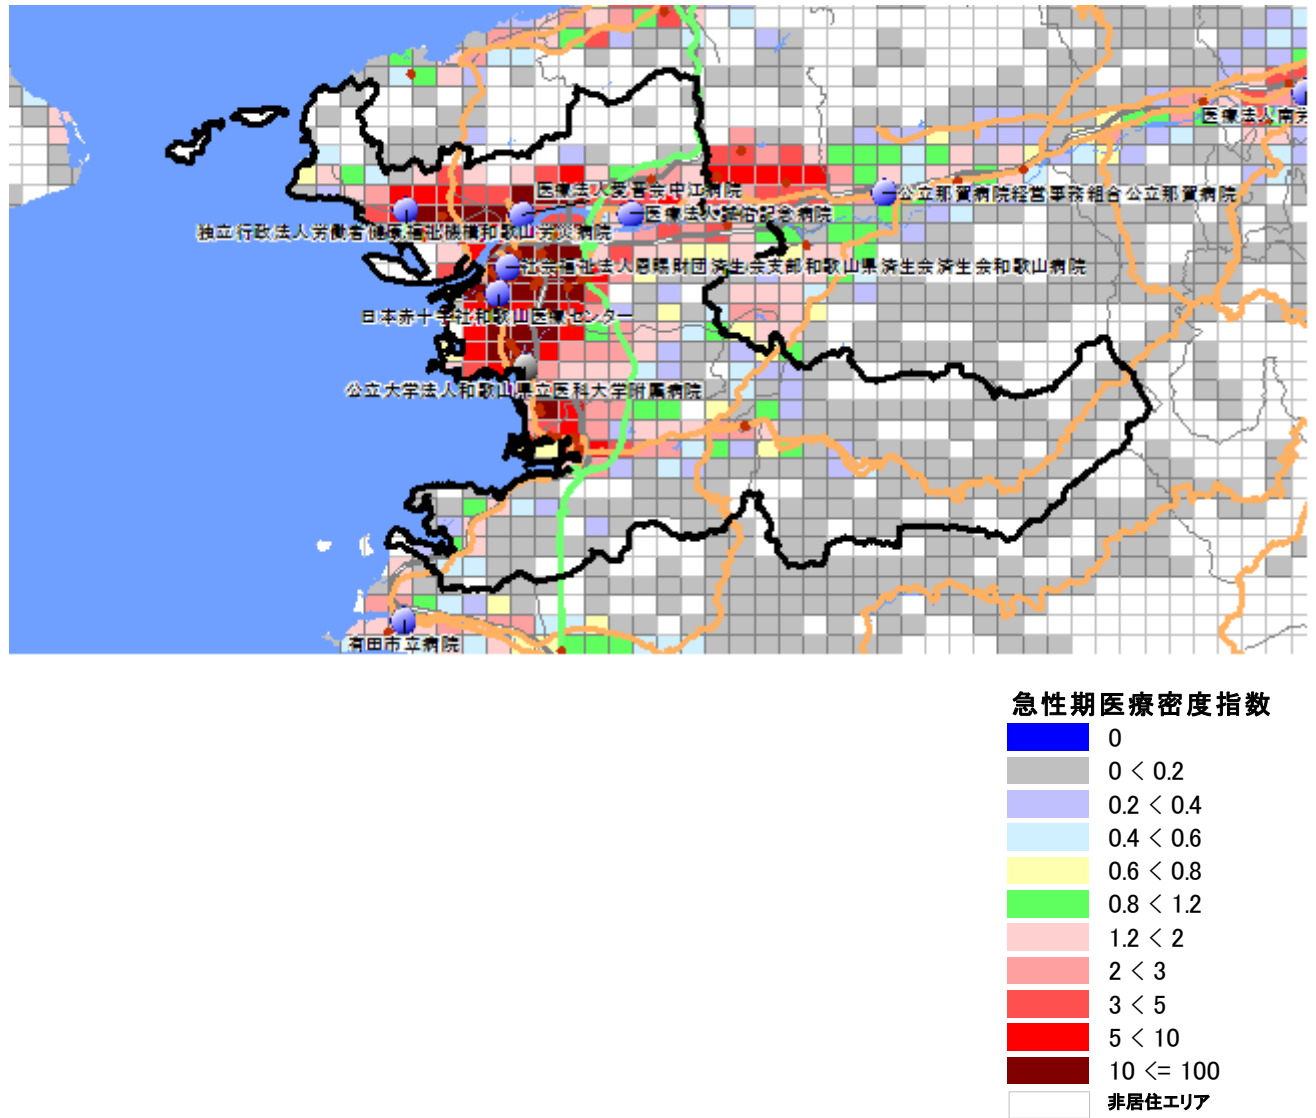 医療法人南労
医療法人愛晋会中江病院
公立那賀病院経営事務組合公立那賀病院
医療法人誠佑記念病院
独立行政法人労働者健康福祉機構和歌山労災病院
社会福祉法人恩賜財団済生会支部和歌山県済生会済生会和歌山病院
日本赤十字社和歌山医療センター
公立大学法人和歌山県立医科大学附属病院
有田市立病院
急性期医療密度指数
0
0 < 0.2
0.2 < 0.4
0.4 < 0.6
0.6 < 0.8
0.8 < 1.2
1.2 < 2
2 < 3
3 < 5
5 < 10
10 <= 100
非居住エリア